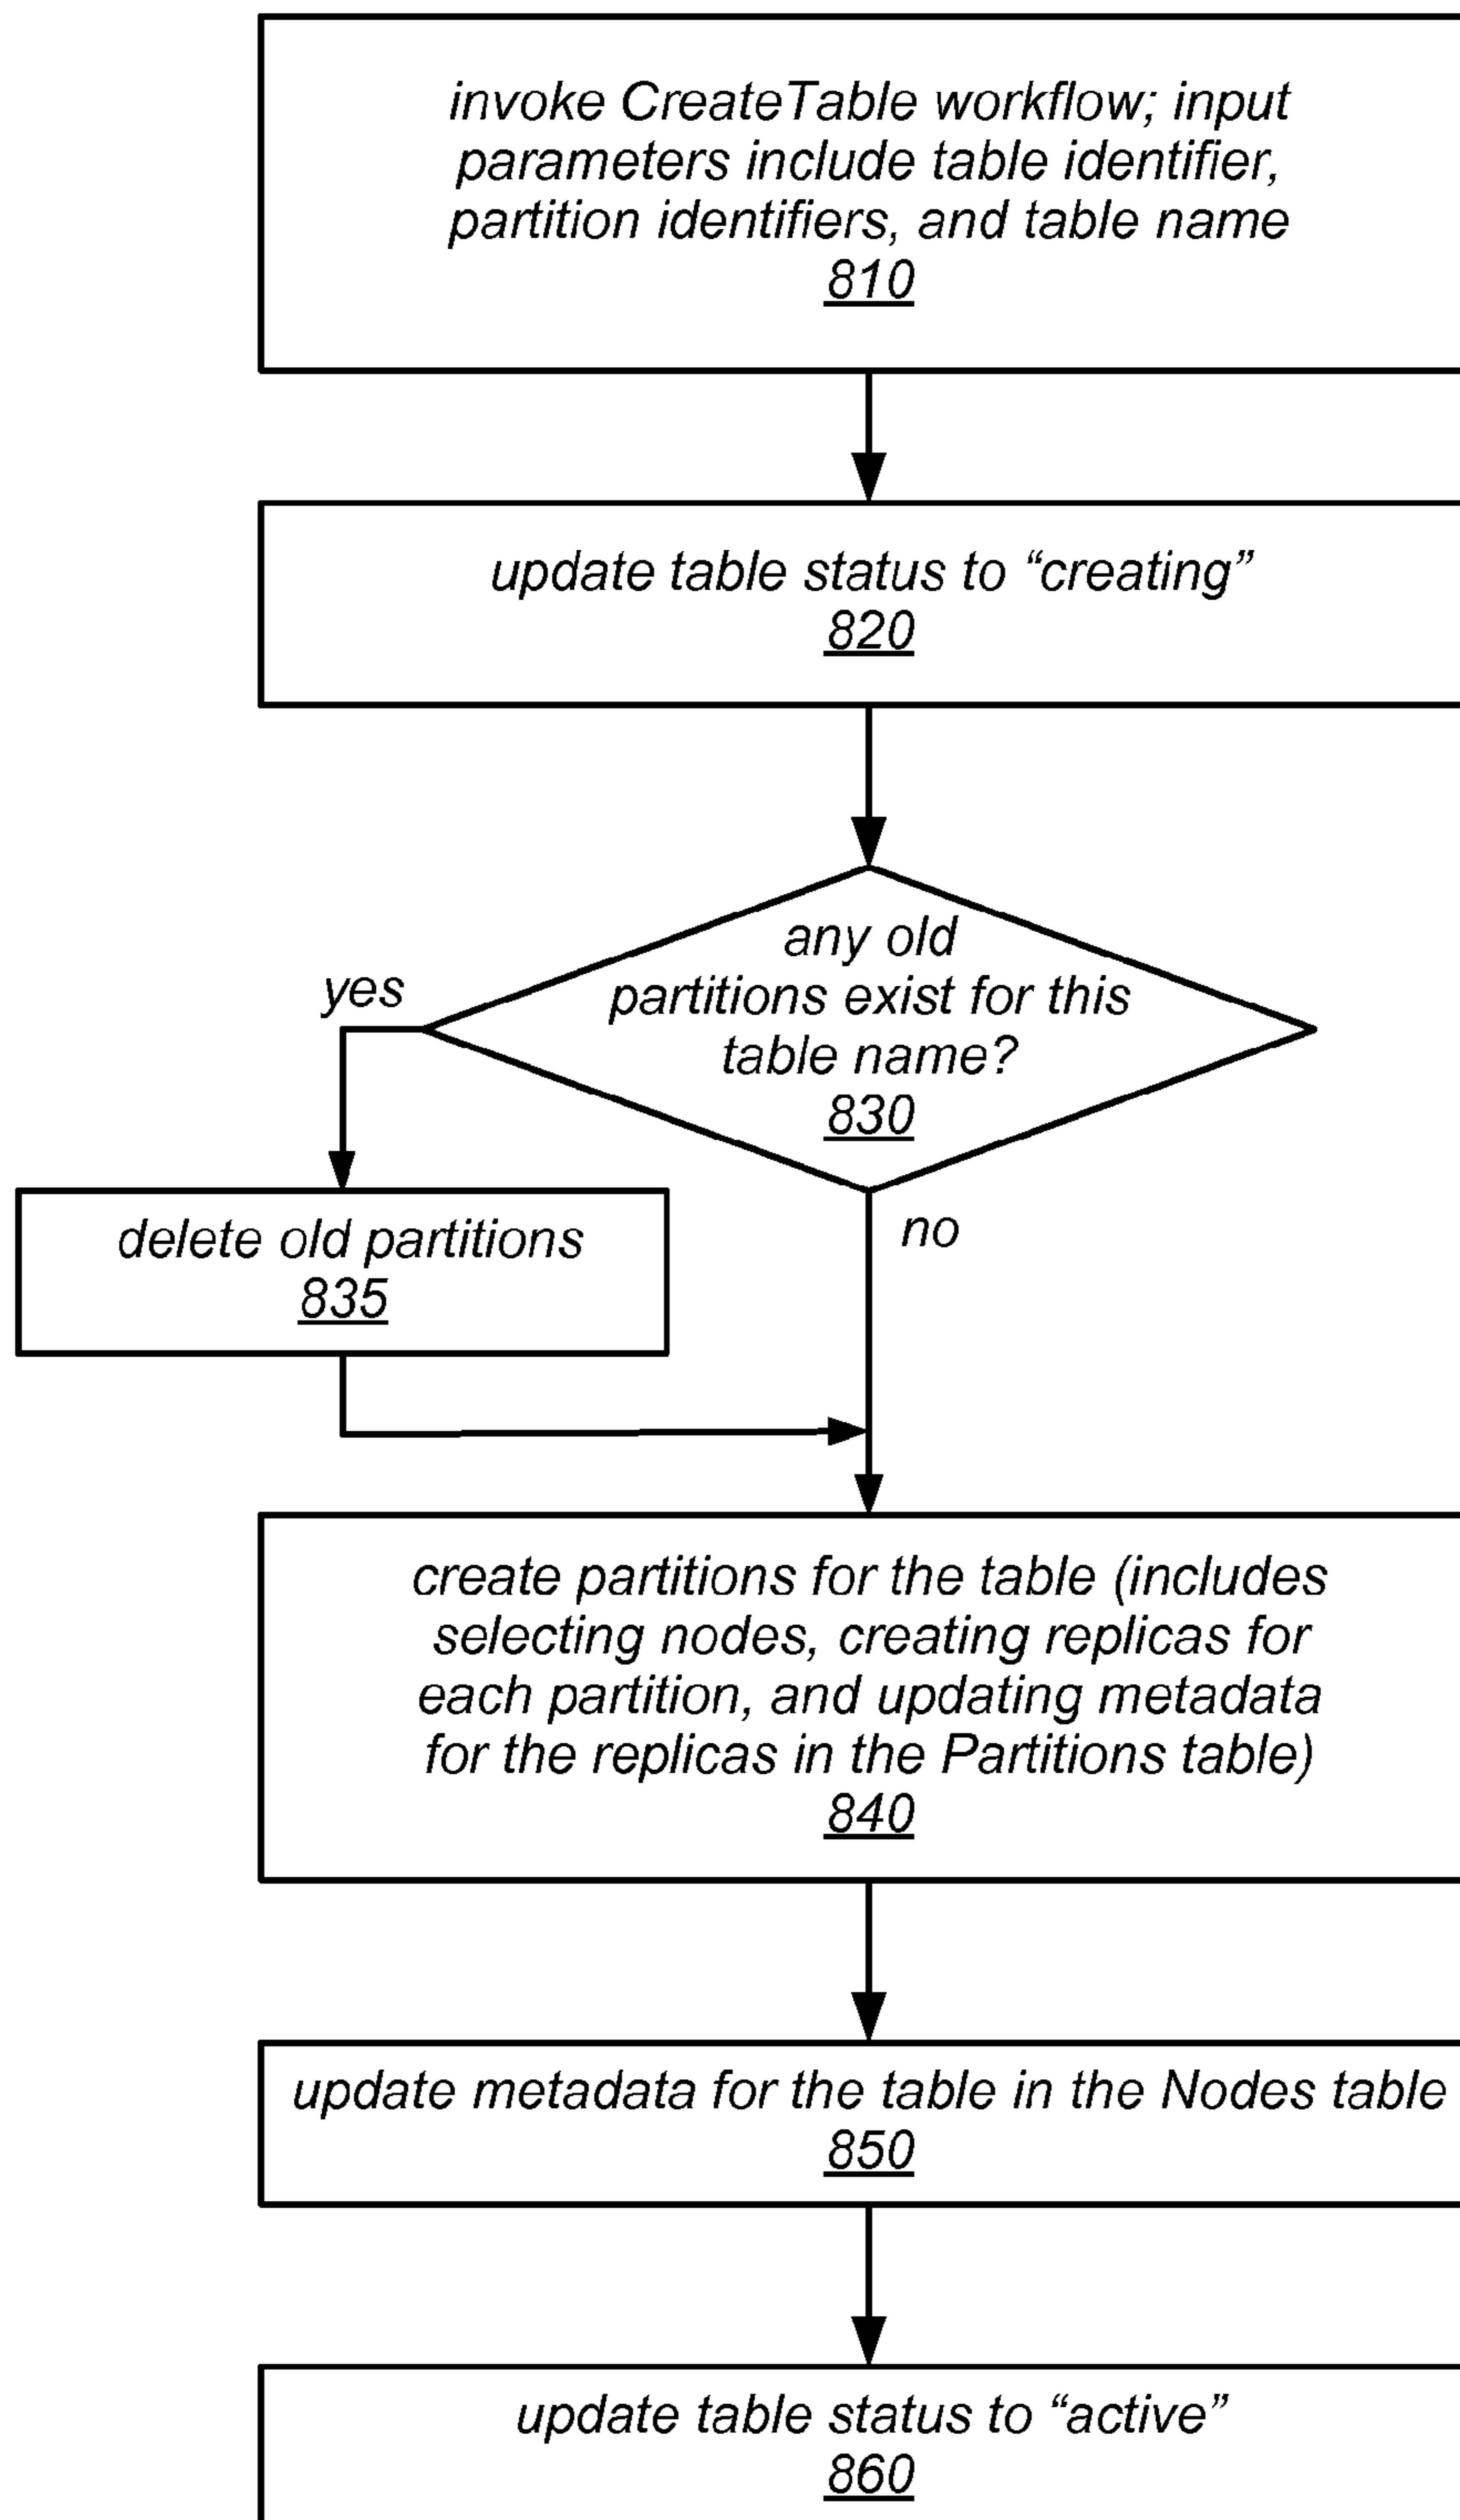 invoke CreateTable workflow; input
parameters include table identifier,
partition identifiers, and table name
810
update table status to “creating”
820
any old
partitions exist for this
table name?
830
yes
no
delete old partitions
835
create partitions for the table (includes
selecting nodes, creating replicas for
each partition, and updating metadata
for the replicas in the Partitions table)
840
update metadata for the table in the Nodes table
850
update table status to “active”
860